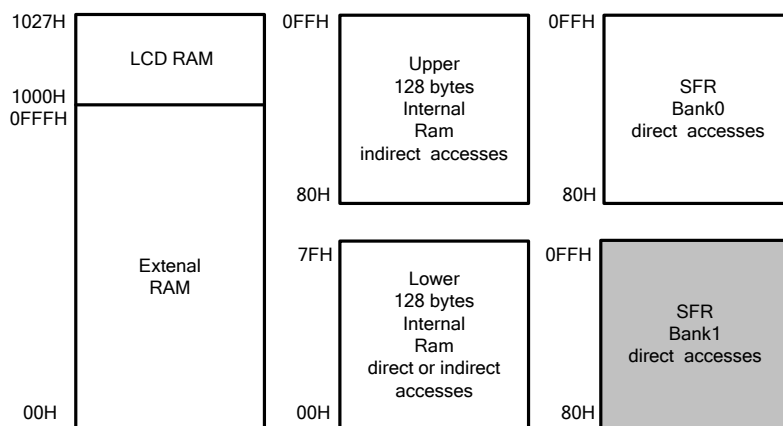 1027H
LCD RAM
1000H
0FFFH
Extenal
RAM
00H
0FFH
Upper
128 bytes
Internal
Ram
indirect accesses
80H
7FH
Lower
128 bytes
Internal
Ram
direct or indirect
accesses
00H
0FFH
SFR
Bank0
direct accesses
80H
0FFH
SFR
Bank1
direct accesses
80H